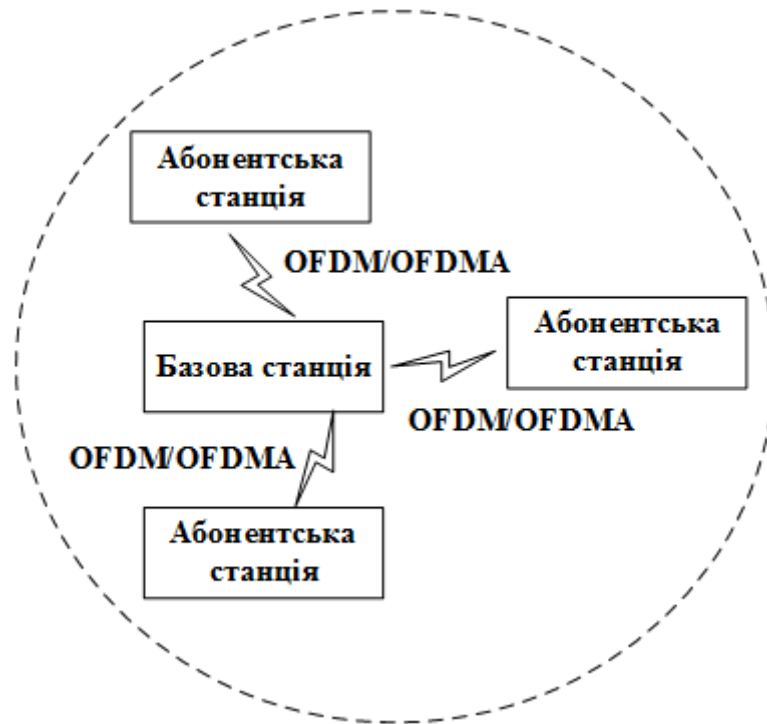 Абонентська
станція
OFDM/OFDMA
Базова станція
Абонентська
станція
OFDM/OFDMA
OFDM/OFDMA
Абонентська
станція